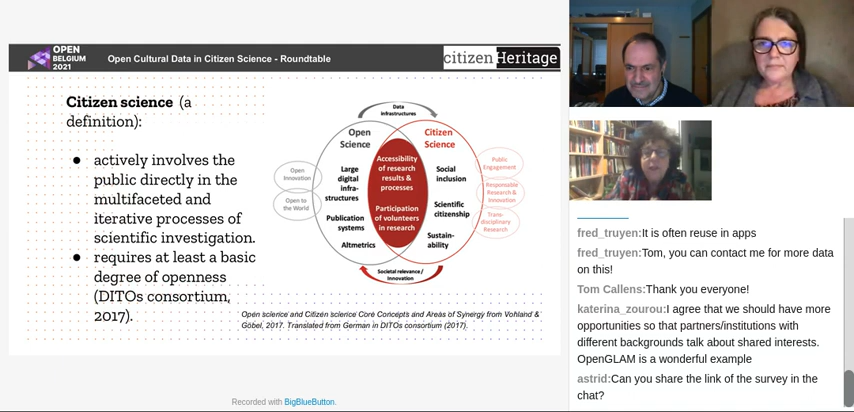 OPEN
BELGIUM
2021
Open Cultural Data in Citizen Science - Roundtable
citizen Heritage
Citizen science (a
definition):
actively involves the
public directly in the
multifaceted and
iterative processes of
scientific investigation.
requires at least a basic
degree of openness
(DITOs consortium,
2017).
Data
infrastructures
Open
Science
Citizen
Science
Accessibility
of research
results &
processes
Participation
of volunteers
in research
Large
digital
infra-
structures
Publication
systems
Altmetrics
Social
inclusion
Scientific
citizenship
Sustain-
ability
Open
Innovation
Open to
the World
Public
Engagement
Responsible
Research &
Innovation
Trans-
disciplinary
Research
Societal relevance /
Innovation
Open science and Citizen science Core Concepts and Areas of Synergy from Vohland &
Göbel, 2017. Translated from German in DITOs consortium (2017).
Recorded with BigBlueButton.
fred_truyen:It is often reuse in apps
fred_truyen:Tom, you can contact me for more data
on this!
Tom Callens:Thank you everyone!
katerina_zourou:I agree that we should have more
opportunities so that partners/institutions with
different backgrounds talk about shared interests.
OpenGLAM is a wonderful example
astrid:Can you share the link of the survey in the
chat?